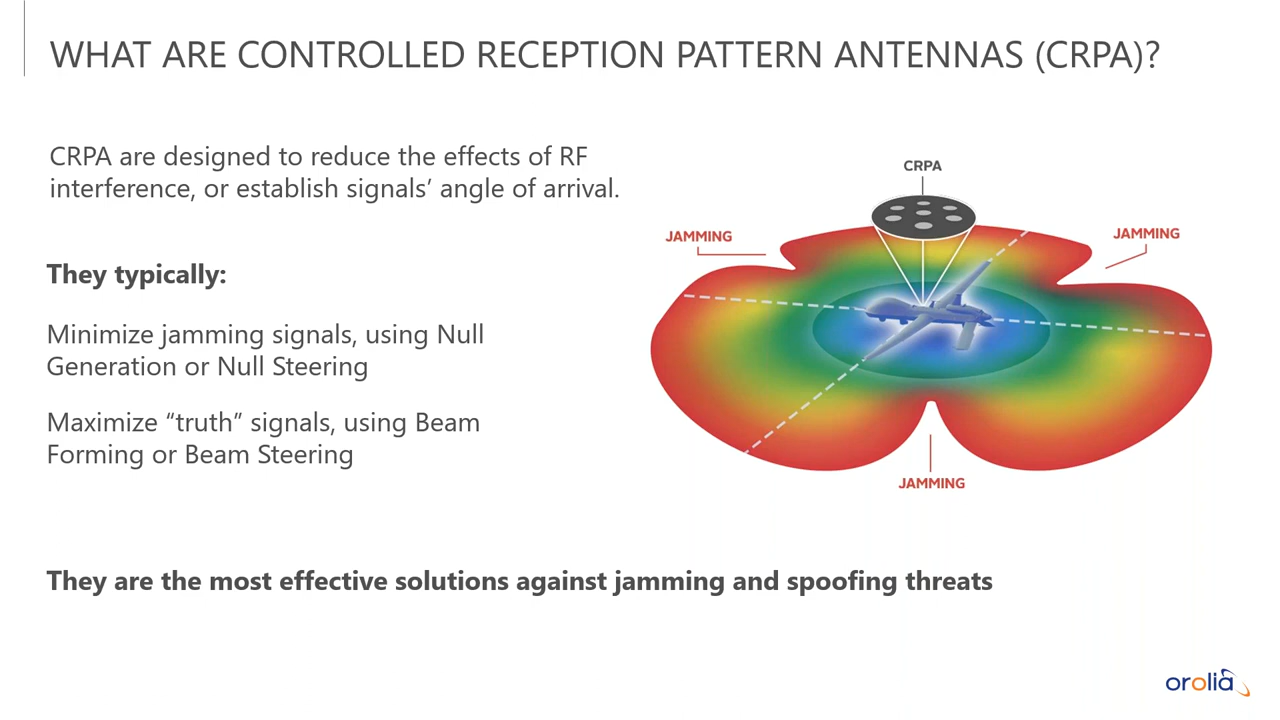 WHAT ARE CONTROLLED RECEPTION PATTERN ANTENNAS (CRPA)?
CRPA are designed to reduce the effects of RF
interference, or establish signals’ angle of arrival.
They typically:
Minimize jamming signals, using Null
Generation or Null Steering
Maximize “truth” signals, using Beam
Forming or Beam Steering
CRPA
JAMMING
JAMMING
JAMMING
They are the most effective solutions against jamming and spoofing threats
orolia